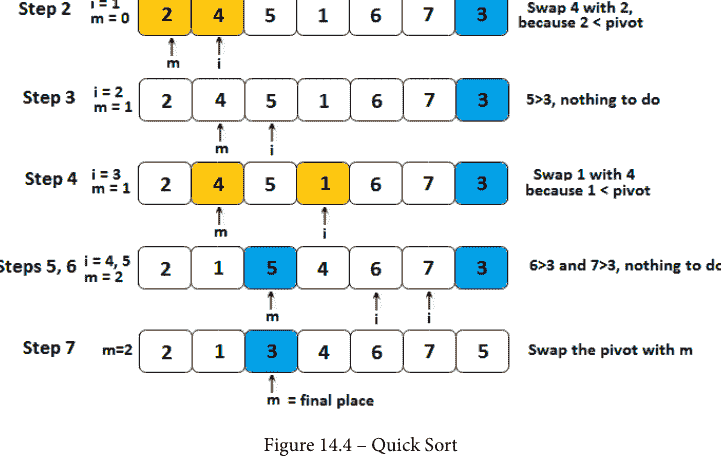 Step 2 i = 1 2 4 5 1 6 7 3 Swap 4 with 2,
m = 0 because 2 < pivot
m i
Step 3 i = 2 2 4 5 1 6 7 3 5>3, nothing to do
m = 1
m i
Step 4 i = 3 2 4 5 1 6 7 3 Swap 1 with 4
m = 1 because 1 < pivot
m i
Steps 5, 6 i = 4, 5 2 1 5 4 6 7 3 6>3 and 7>3, nothing to do
m = 2
m i i
Step 7 m=2 2 1 3 4 6 7 5 Swap the pivot with m
m = final place
Figure 14.4 – Quick Sort